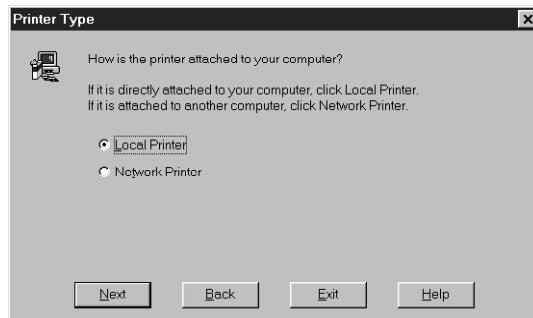 Printer Type
How is the printer attached to your computer?
If it is directly attached to your computer, click Local Printer.
If it is attached to another computer, click Network Printer.
Local Printer
Network Printer
Next Back Exit Help